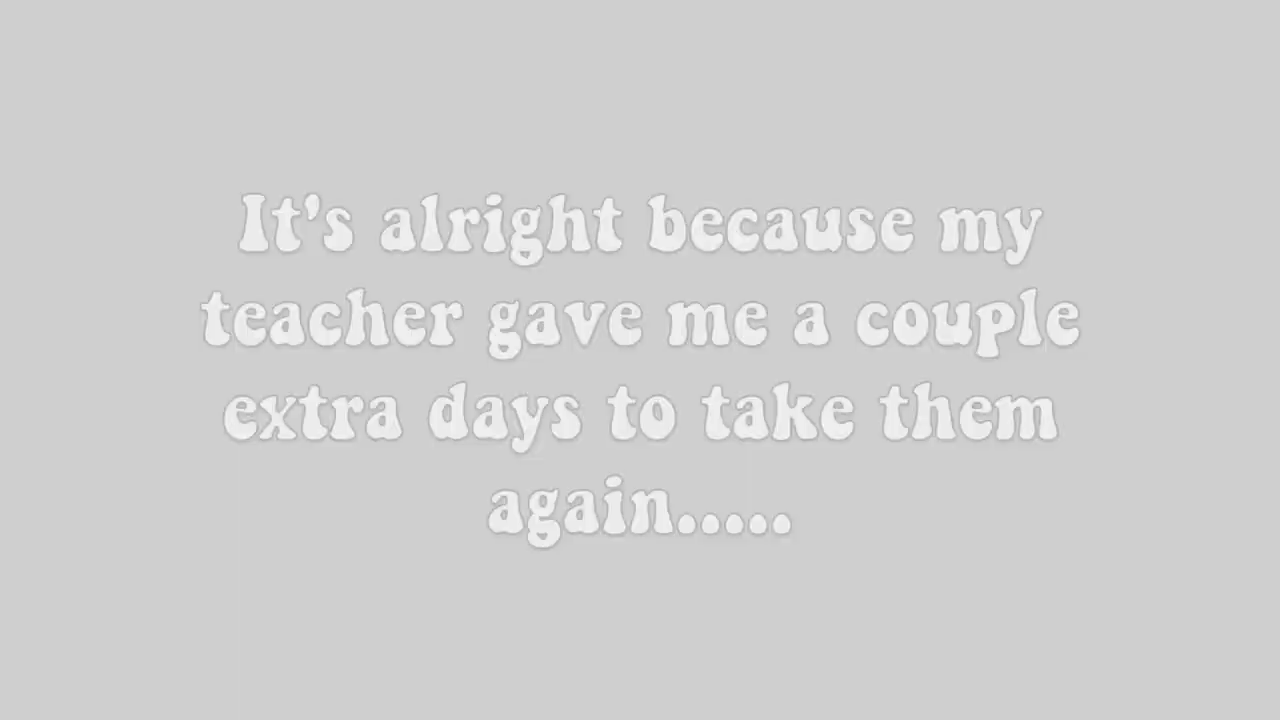 It's alright because my
teacher gave me a couple
extra days to take them
again.....